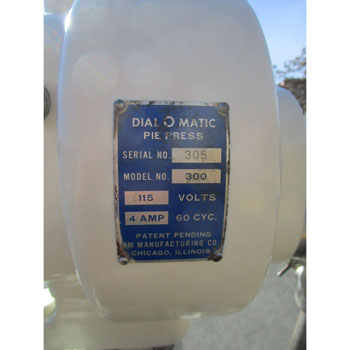 DIAL O MATIC
PIE PRESS
SERIAL NO. 305
MODEL NO. 300
115 VOLTS
4 AMP 60 CYC.
PATENT PENDING
AM MANUFACTURING CO
CHICAGO, ILLINOIS